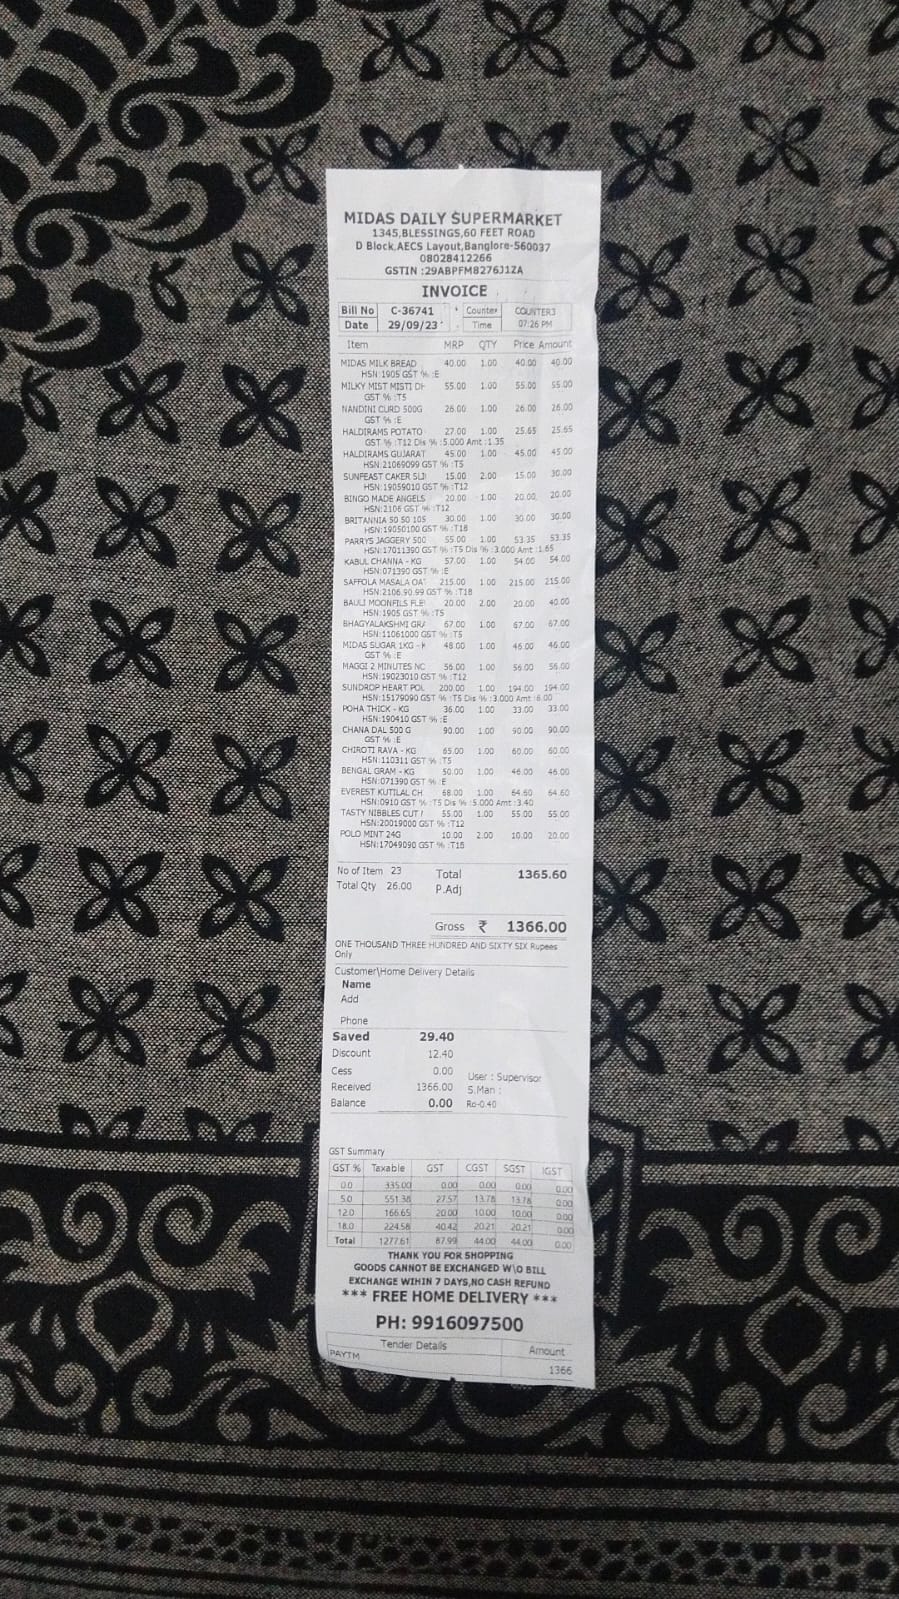 MIDAS DAILY SUPERMARKET
1345,BLESSINGS,60 FEET ROAD
D Block,AECS Layout,Banglore-560037
08028412266
GSTIN :29ABPFM8276J1ZA
INVOICE
Bill No C-36741 Counter COUNTER3
Date 29/09/23 Time 07:26 PM
Item MRP QTY Price Amount
MIDAS MILK BREAD 40.00 1.00 40.00 40.00
HSN:1905 GST % :E
MILKY MIST MISTI DH 55.00 1.00 55.00 55.00
GST % :T5
NANDINI CURD 500G 26.00 1.00 26.00 26.00
GST % :E
HALDIRAMS POTATO 27.00 1.00 25.65 25.65
GST % :T12 Dis % :5.000 Amt :1.35
HALDIRAMS GUJARAT 45.00 1.00 45.00 45.00
HSN:21069099 GST % :T5
SUNFEAST CAKER SLI 15.00 2.00 15.00 30.00
HSN:19059010 GST % :T12
BINGO MADE ANGELS 20.00 1.00 20.00 20.00
HSN:2106 GST % :T12
BRITANNIA 50 50 105 30.00 1.00 30.00 30.00
HSN:19050100 GST % :T18
PARRYS JAGGERY 500 55.00 1.00 53.35 53.35
HSN:17011390 GST % :T5 Dis % :3.000 Amt :1.65
KABUL CHANNA - KG 57.00 1.00 54.00 54.00
HSN:071390 GST % :E
SAFFOLA MASALA OAT 215.00 1.00 215.00 215.00
HSN:2106.90.99 GST % :T18
BAULI MOONFILS FLE 20.00 2.00 20.00 40.00
HSN:1905 GST % :T5
BHAGYALAKSHMI GRA 67.00 1.00 67.00 67.00
HSN:11061000 GST % :T5
MIDAS SUGAR 1KG - K 48.00 1.00 46.00 46.00
GST % :E
MAGGI 2 MINUTES NC 56.00 1.00 56.00 56.00
HSN:19023010 GST % :T12
SUNDROP HEART POL 200.00 1.00 194.00 194.00
HSN:15179090 GST % :T5 Dis % :3.000 Amt :6.00
POHA THICK - KG 36.00 1.00 33.00 33.00
HSN:190410 GST % :E
CHANA DAL 500 G 90.00 1.00 90.00 90.00
GST % :E
CHIROTI RAVA - KG 65.00 1.00 60.00 60.00
HSN:110311 GST % :T5
BENGAL GRAM - KG 50.00 1.00 46.00 46.00
HSN:071390 GST % :E
EVEREST KUTILAL CH 68.00 1.00 64.60 64.60
HSN:0910 GST % :T5 Dis % :5.000 Amt :3.40
TASTY NIBBLES CUT 55.00 1.00 55.00 55.00
HSN:20019000 GST % :T12
POLO MINT 24G 10.00 2.00 10.00 20.00
HSN:17049090 GST % :T18
No of Item 23 Total 1365.60
Total Qty 26.00 P.Adj
Gross ₹ 1366.00
ONE THOUSAND THREE HUNDRED AND SIXTY SIX Rupees
Only
Customer\Home Delivery Details
Name
Add
Phone
Saved 29.40
Discount 12.40
Cess 0.00 User : Supervisor
Received 1366.00 S.Man :
Balance 0.00 Ro-0.40
GST Summary
GST % Taxable GST CGST SGST IGST
0.0 335.00 0.00 0.00 0.00 0.00
5.0 551.38 27.57 13.78 13.78 0.00
12.0 166.65 20.00 10.00 10.00 0.00
18.0 224.58 40.42 20.21 20.21 0.00
Total 1277.61 87.99 44.00 44.00 0.00
THANK YOU FOR SHOPPING
GOODS CANNOT BE EXCHANGED W\O BILL
EXCHANGE WIHIN 7 DAYS,NO CASH REFUND
*** FREE HOME DELIVERY ***
PH: 9916097500
Tender Details Amount
PAYTM 1366